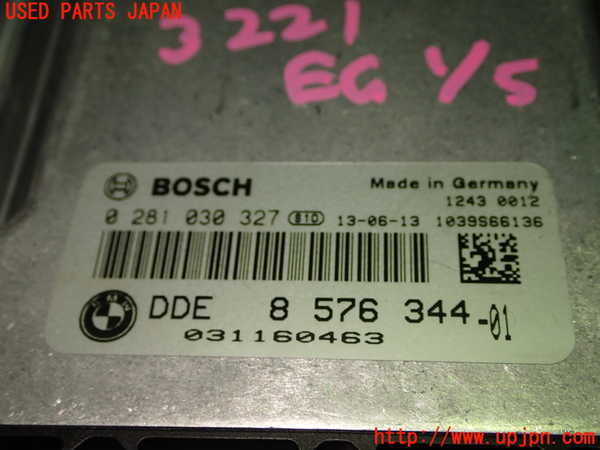 USED PARTS JAPAN
3221
EG 1/5
BOSCH Made in Germany
1243 0012
0 281 030 327 B10 13-06-13 1039S66136
DDE 8 576 344-01
031160463
http://www.upjpn.com/